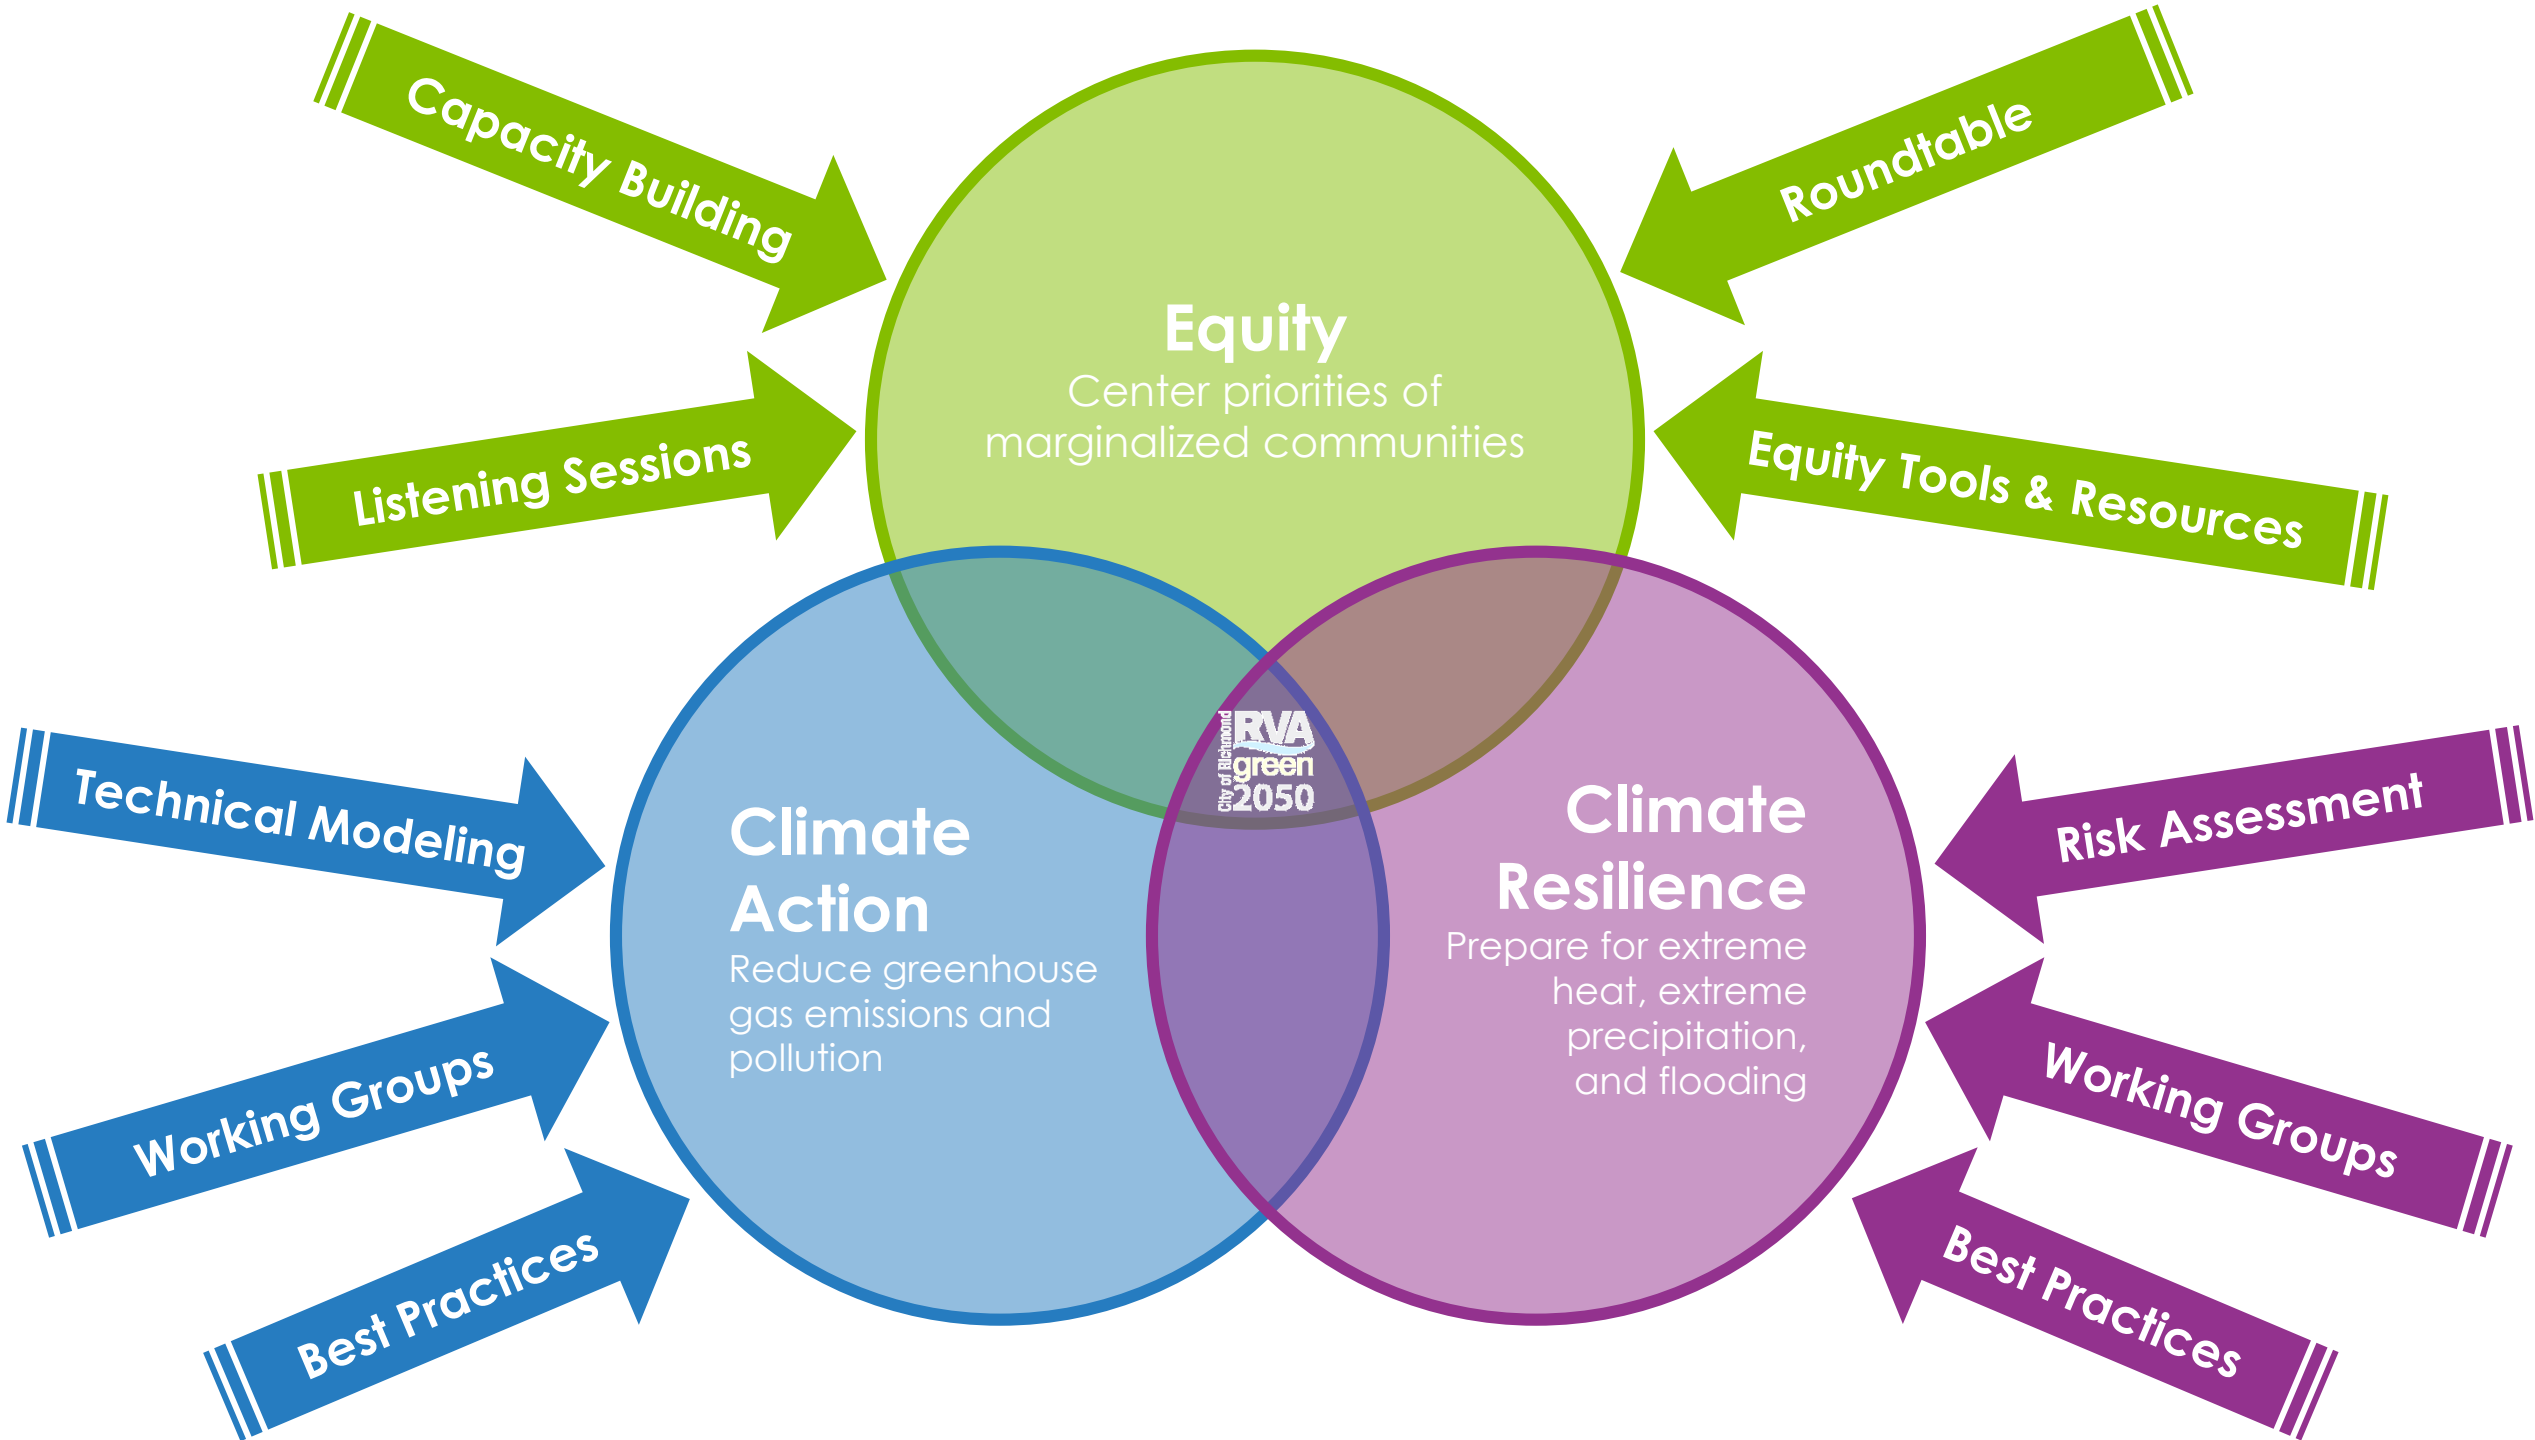 Capacity Building
Roundtable
Equity
Center priorities of
marginalized communities
Listening Sessions
Equity Tools & Resources
City of Richmond
RVA
green
2050
Technical Modeling
Working Groups
Best Practices
Climate
Action
Reduce greenhouse
gas emissions and
pollution
Climate
Resilience
Prepare for extreme
heat, extreme
precipitation,
and flooding
Risk Assessment
Working Groups
Best Practices